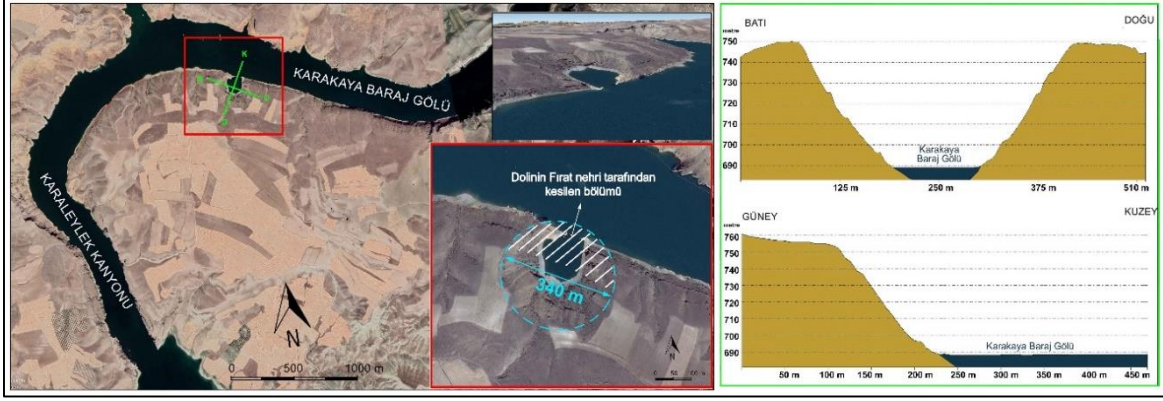 KARAKAYA BARAJ GÖLÜ
KARALEYLEK KANYONU
K
N
0 500 1000 m
Dolinin Fırat nehri tarafından
kesilen bölümü
340 m
N
BATI
DOĞU
metre
750
740
730
720
710
700
690
Karakaya
Baraj Gölü
125 m 250 m 375 m 510 m
GÜNEY
KUZEY
metre
760
750
740
730
720
710
700
690
Karakaya Baraj Gölü
50 m 100 m 150 m 200 m 250 m 300 m 350 m 400 m 450 m